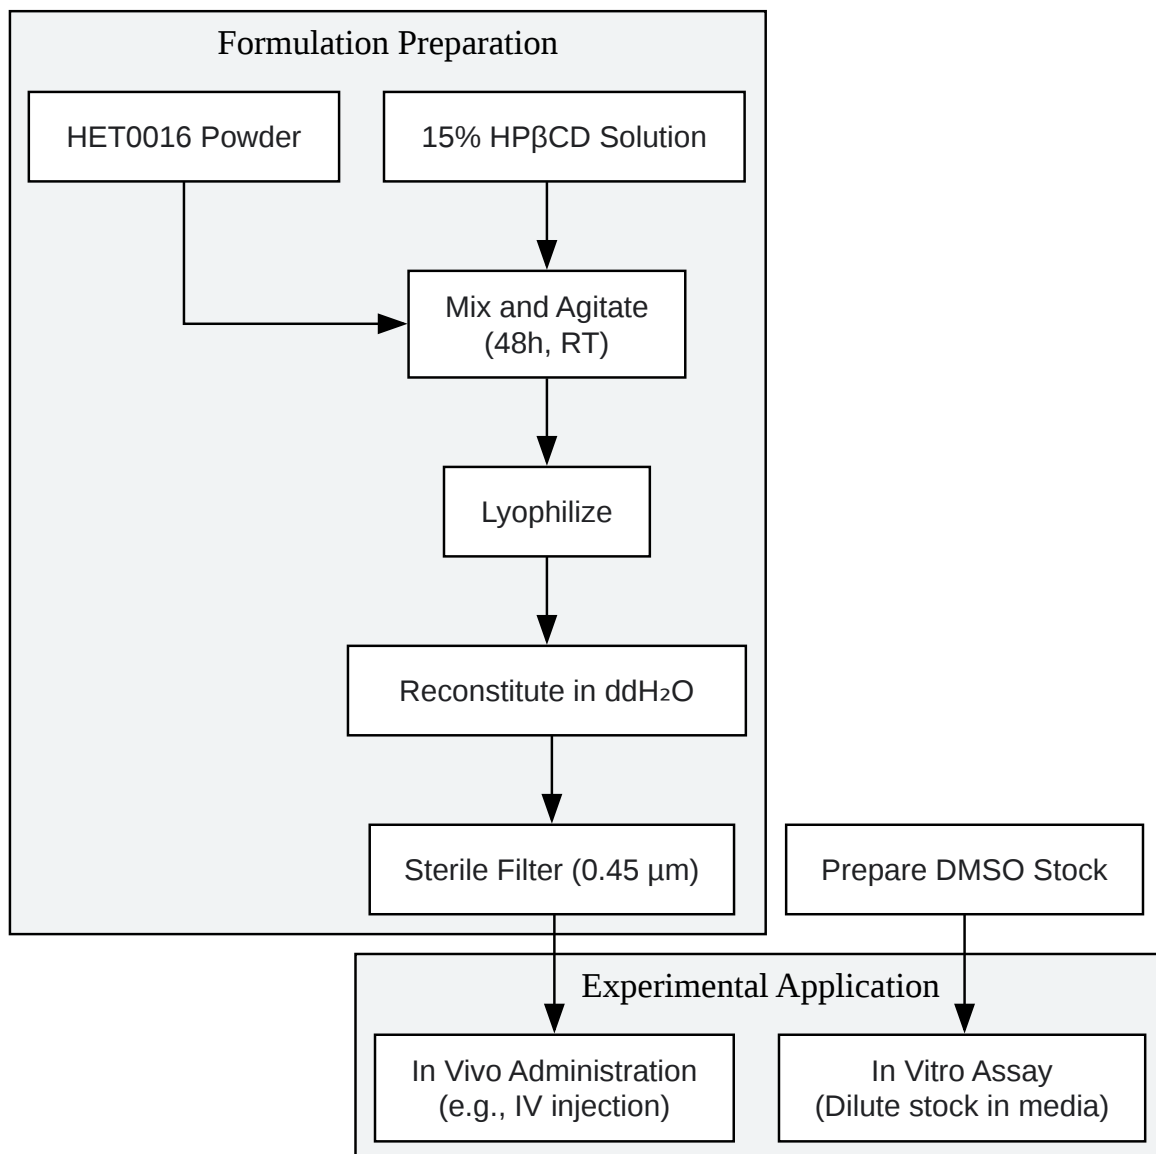 Formulation Preparation
HET0016 Powder
15% HPβCD Solution
Mix and Agitate
(48h, RT)
Lyophilize
Reconstitute in ddH₂O
Sterile Filter (0.45 µm)
Prepare DMSO Stock
Experimental Application
In Vivo Administration
(e.g., IV injection)
In Vitro Assay
(Dilute stock in media)